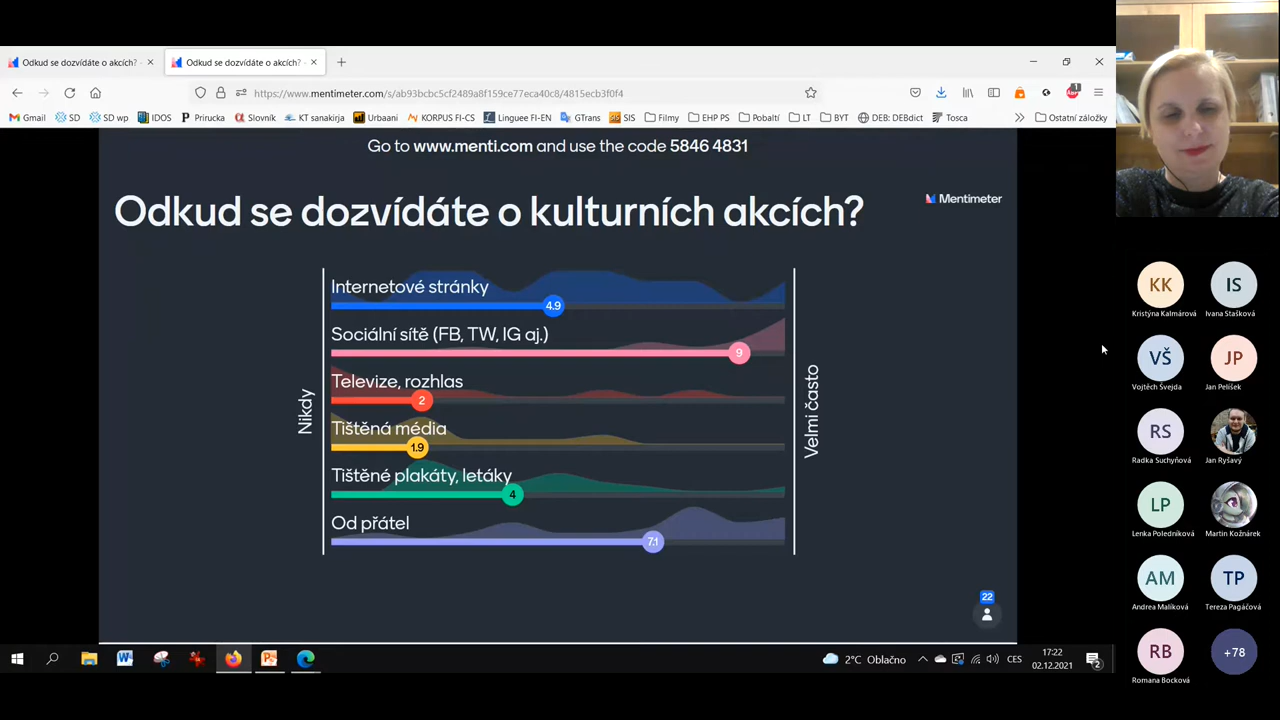 Odkud se dozvídáte o akcích? -
Odkud se dozvídáte o akcích? -
https://www.mentimeter.com/s/ab93bcbc5cf2489a8f159ce77eca40c8/4815ecb3f0f4
Gmail
SD
SD wp
IDOS
Prirucka
Slovník
KT sanakirja
Urbaani
KORPUS FI-CS
Linguee FI-EN
GTrans
SIS
Filmy
EHP PS
Pobaltí
LT
BYT
DEB: DEBdict
Tosca
Ostatní záložky
Go to www.menti.com and use the code 5846 4831
Odkud se dozvídáte o kulturních akcích?
Mentimeter
Nikdy
Internetové stránky
4.9
Sociální sítě (FB, TW, IG aj.)
9
Televize, rozhlas
2
Tištěná média
1.9
Tištěné plakáty, letáky
4
Od přátel
7.1
Velmi často
22
2°C Oblačno
CES
17:22
02.12.2021
2
KK
Kristýna Kalmárová
IS
Ivana Stašková
VŠ
Vojtěch Švejda
JP
Jan Pelíšek
RS
Radka Suchyňová
Jan Ryšavý
LP
Lenka Poledníková
Martin Kožnárek
AM
Andrea Malíková
TP
Tereza Pagáčová
RB
Romana Bocková
+78